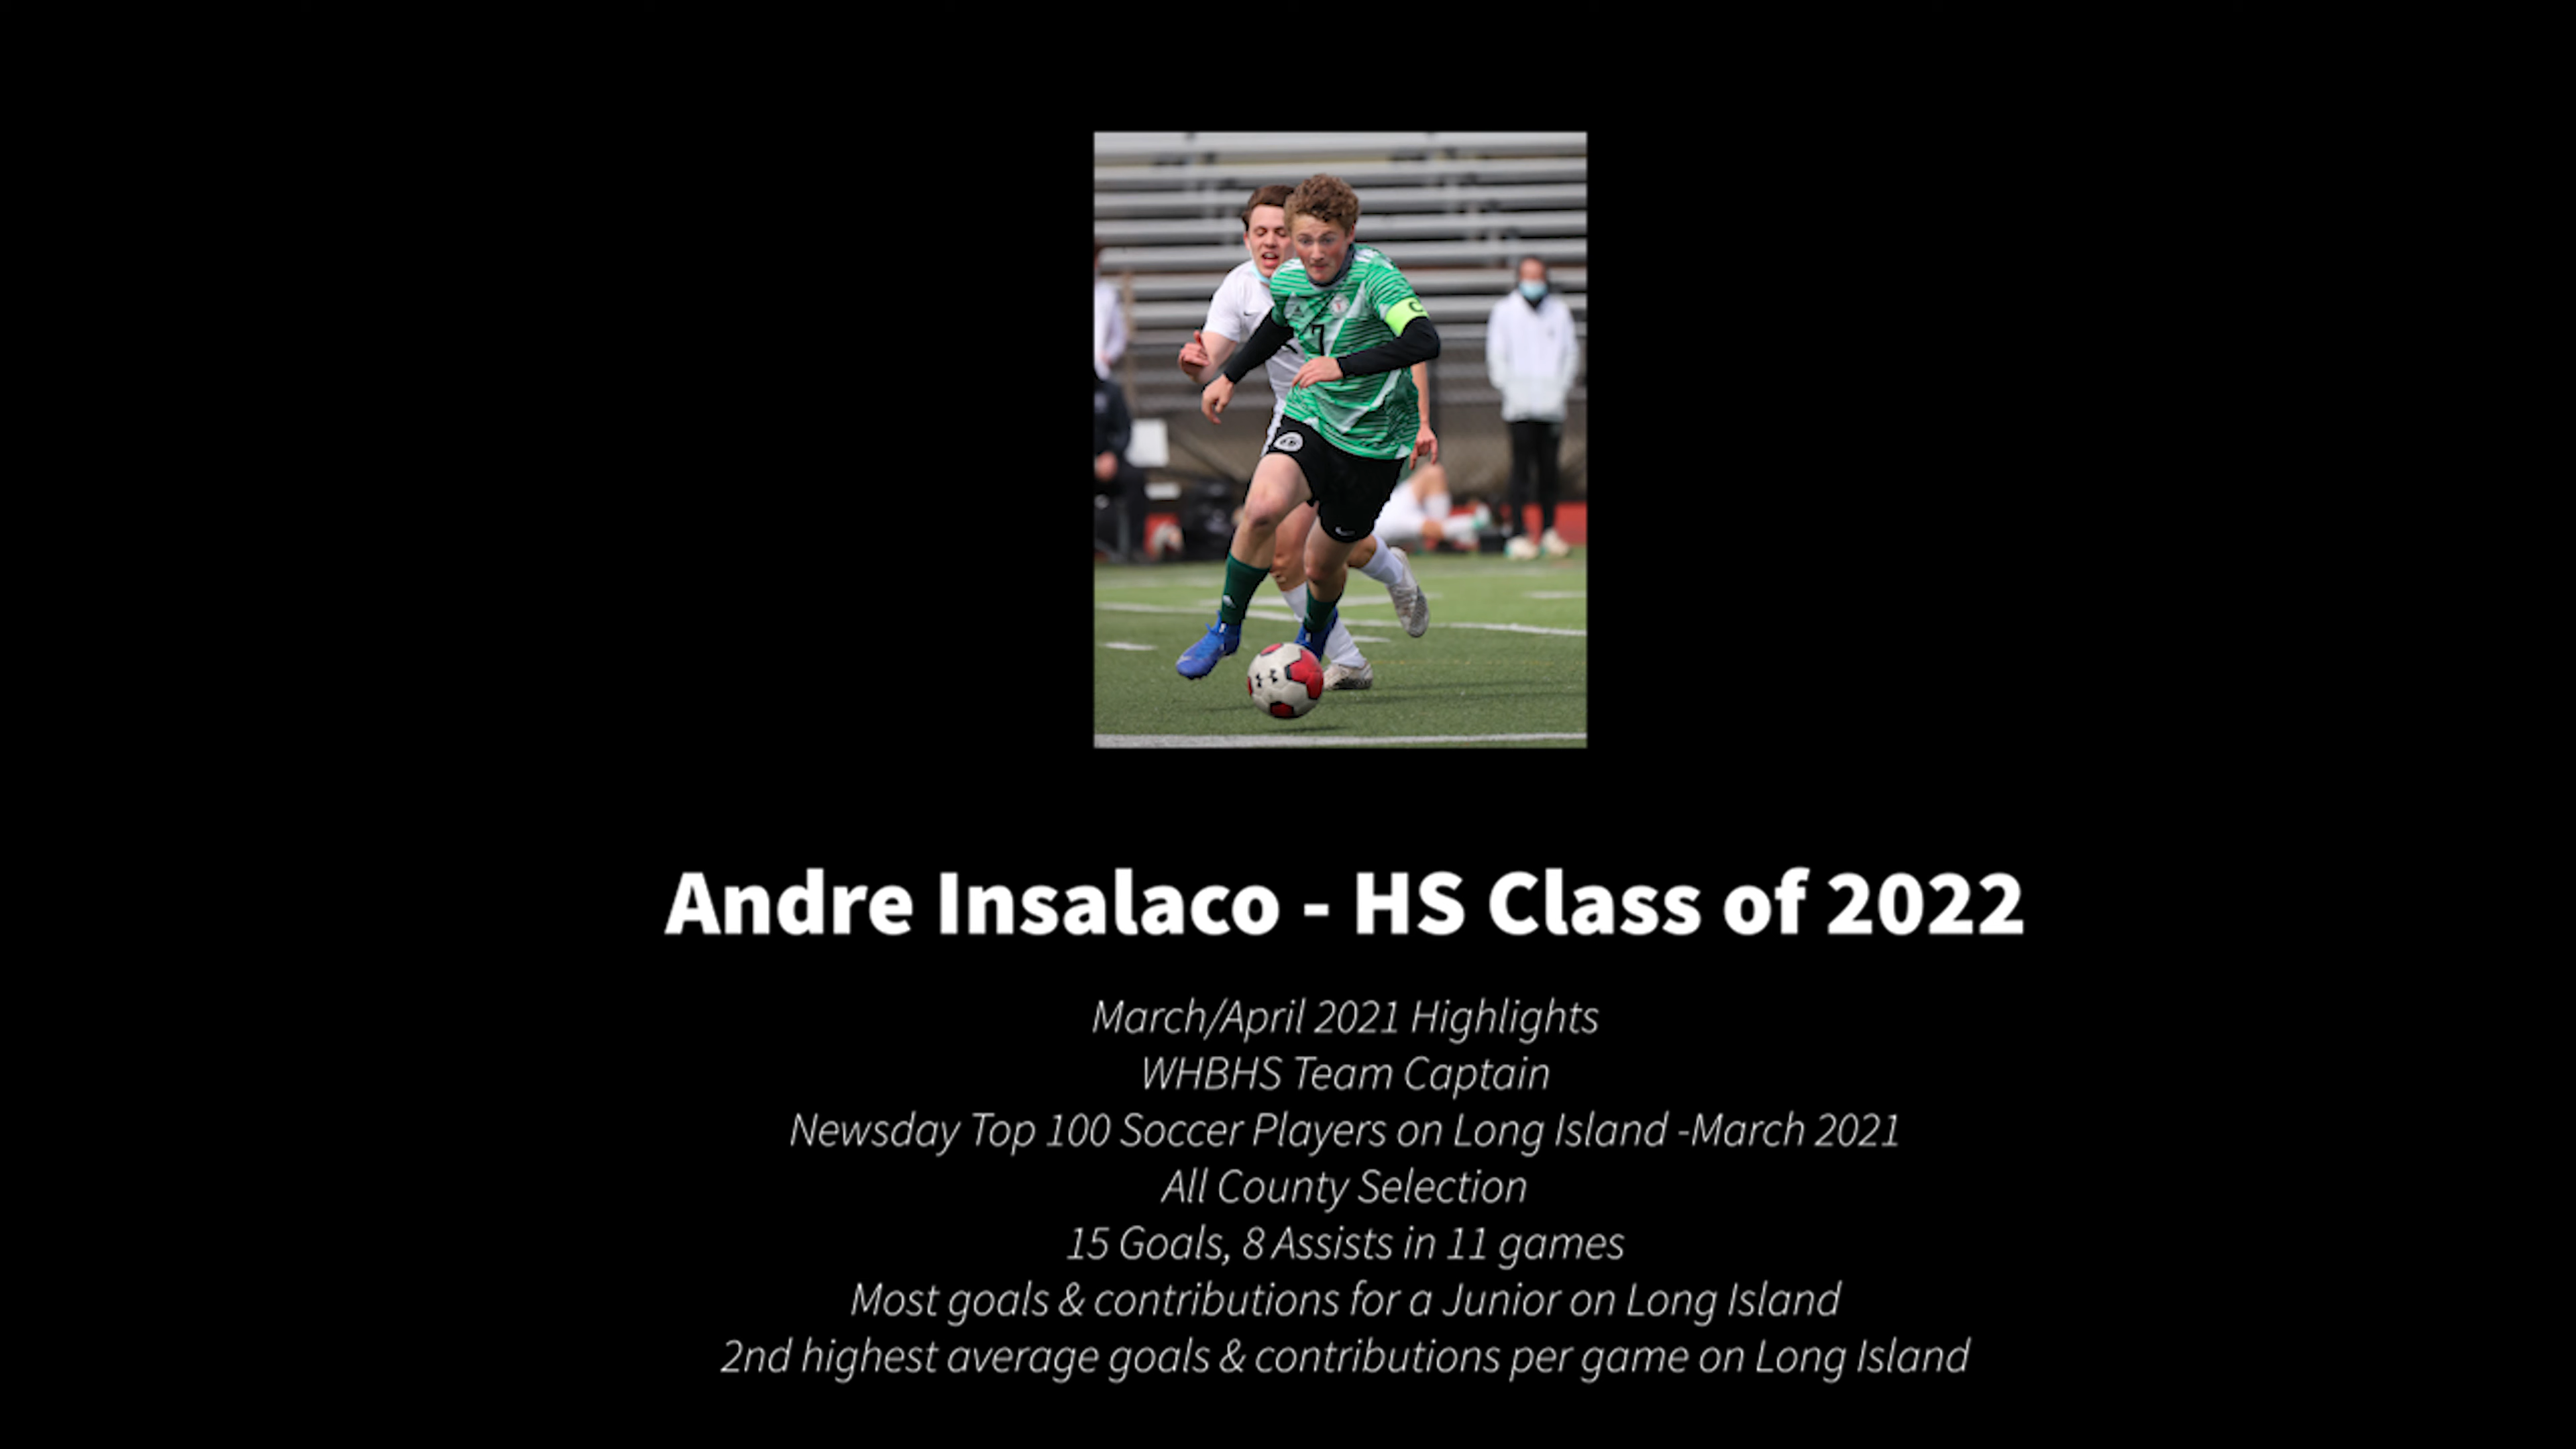 7
C
Andre Insalaco - HS Class of 2022
March/April 2021 Highlights
WHBHS Team Captain
Newsday Top 100 Soccer Players on Long Island -March 2021
All County Selection
15 Goals, 8 Assists in 11 games
Most goals & contributions for a Junior on Long Island
2nd highest average goals & contributions per game on Long Island